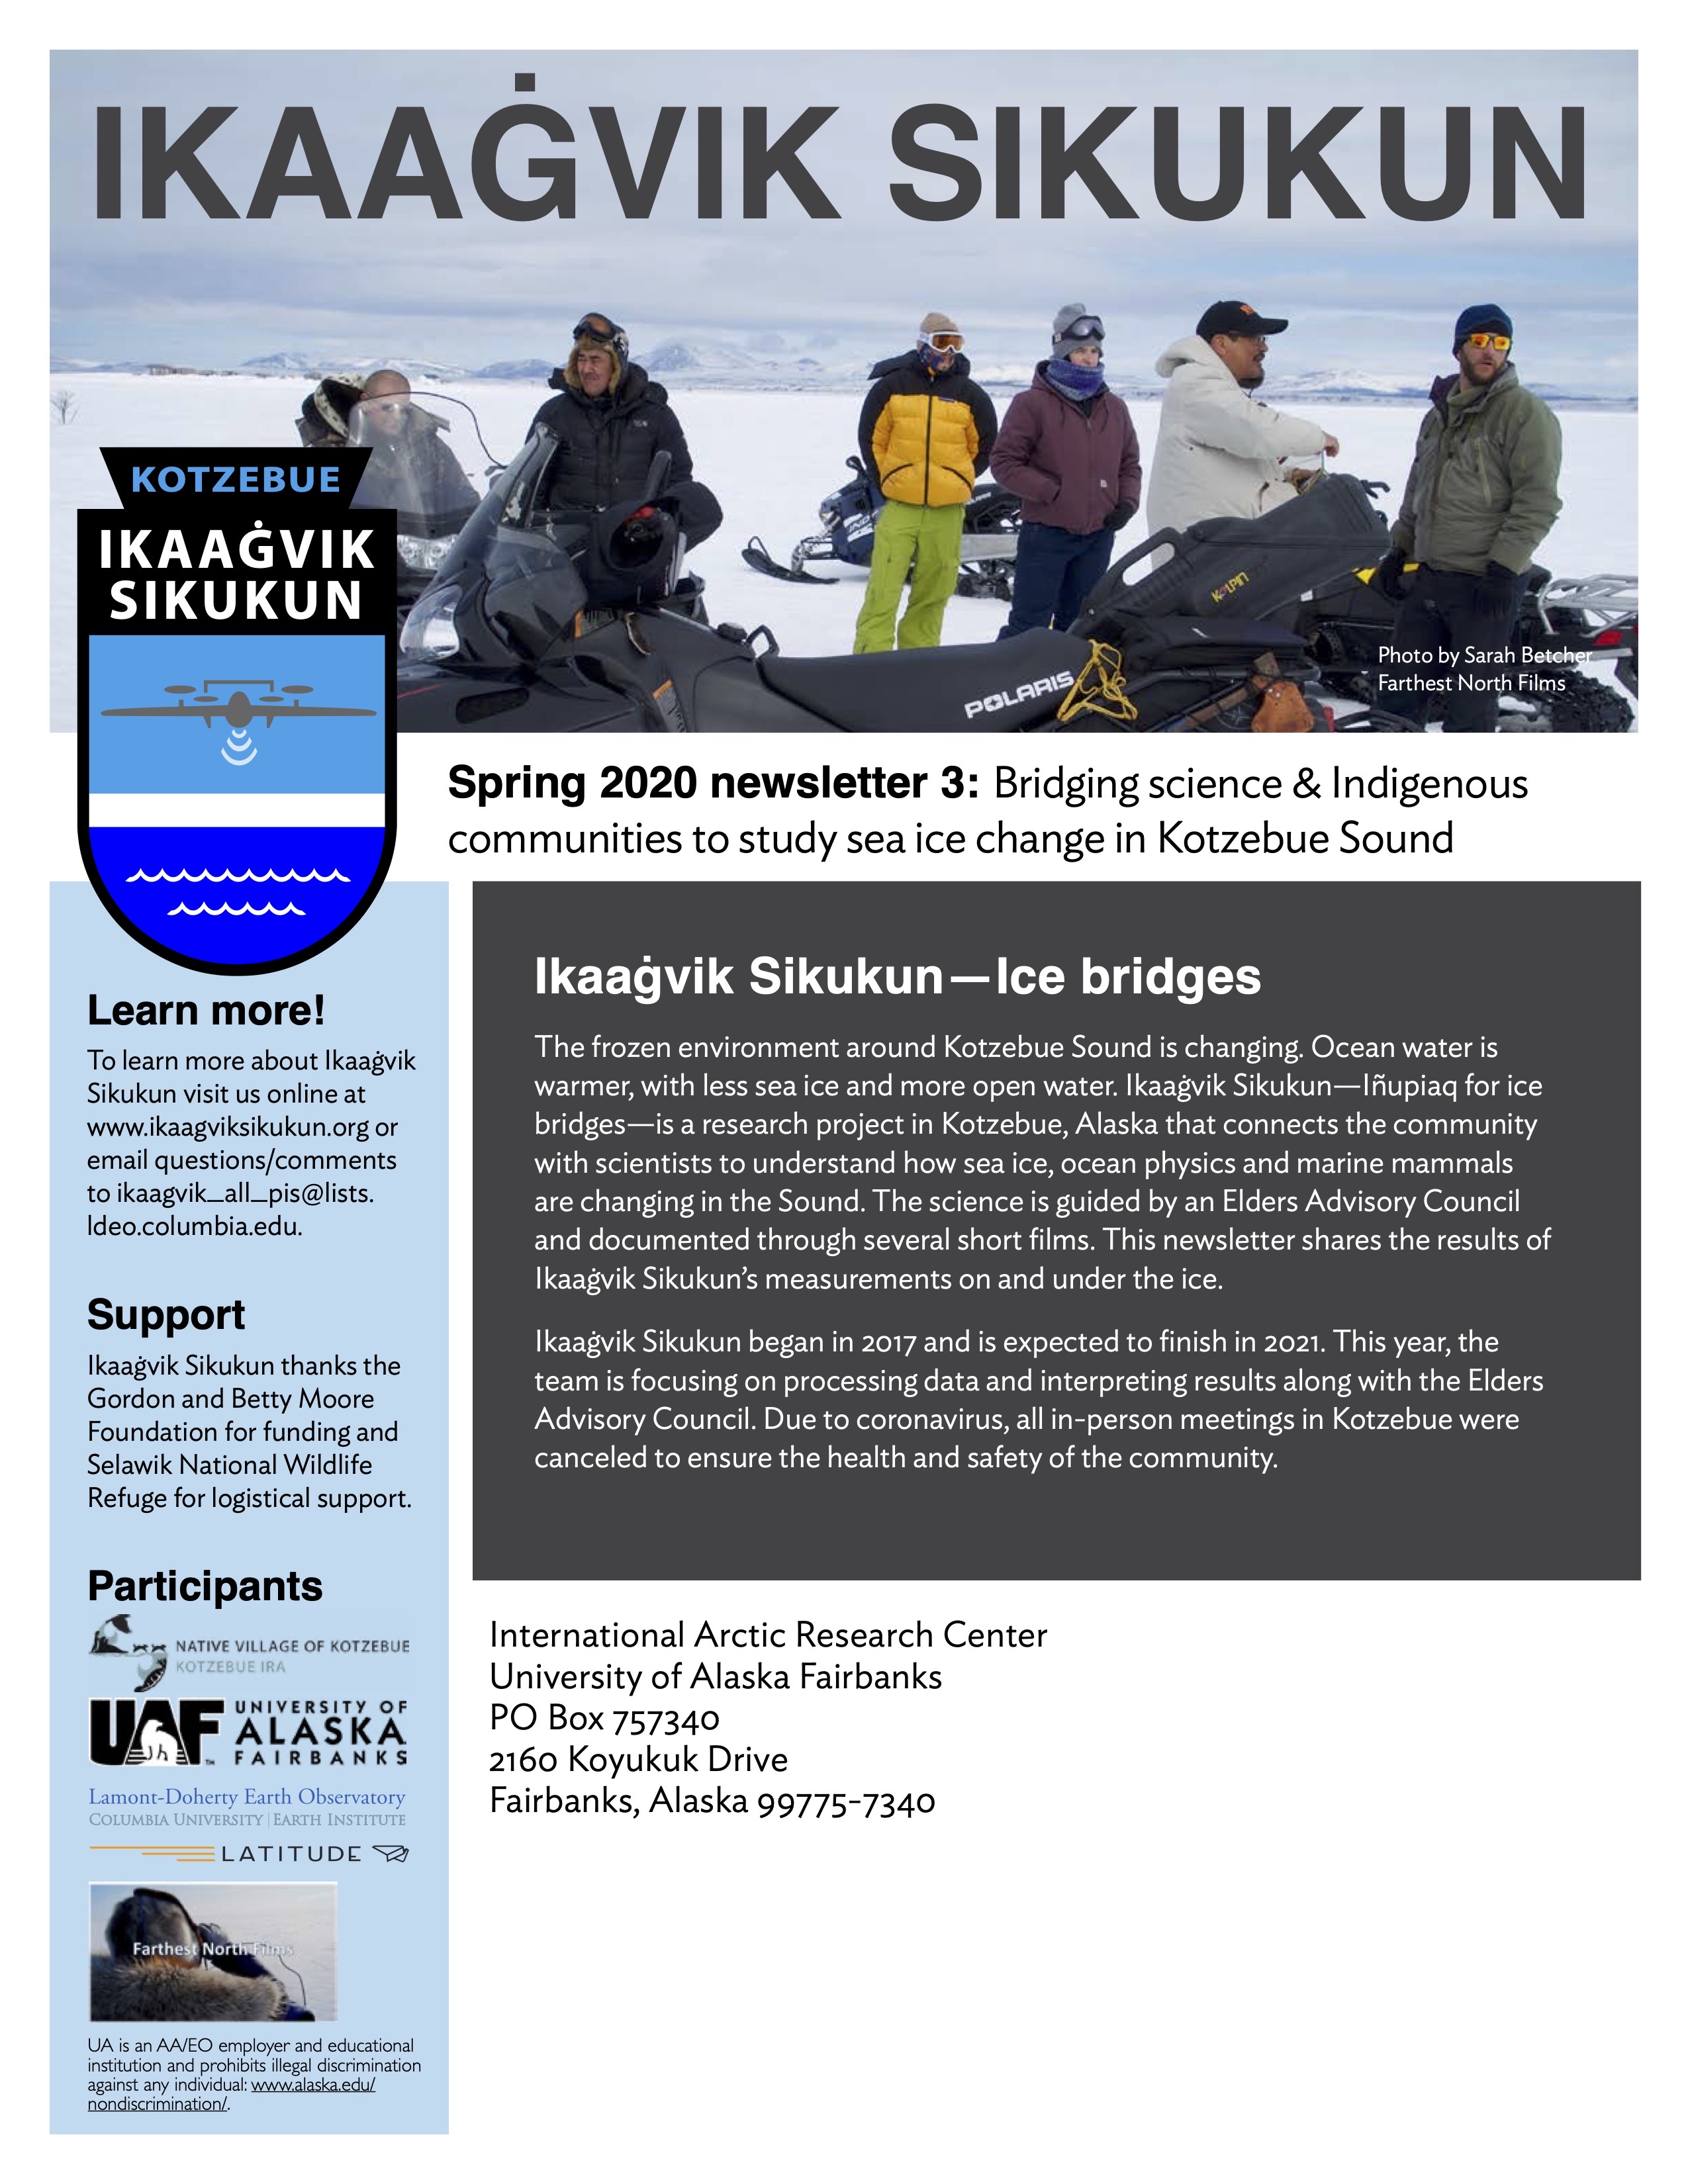 IKAAĠVIK SIKUKUN
KOTZEBUE
IKAAĠVIK
SIKUKUN
KOLPIN
POLARIS
Photo by Sarah Betcher
Farthest North Films
Spring 2020 newsletter 3: Bridging science & Indigenous
communities to study sea ice change in Kotzebue Sound
Learn more!
To learn more about Ikaaġvik
Sikukun visit us online at
www.ikaagviksikukun.org or
email questions/comments
to ikaagvik_all_pis@lists.
ldeo.columbia.edu.
Support
Ikaaġvik Sikukun thanks the
Gordon and Betty Moore
Foundation for funding and
Selawik National Wildlife
Refuge for logistical support.
Participants
NATIVE VILLAGE OF KOTZEBUE
KOTZEBUE IRA
UAF UNIVERSITY OF
ALASKA
FAIRBANKS
Lamont-Doherty Earth Observatory
COLUMBIA UNIVERSITY | EARTH INSTITUTE
LATITUDE
Farthest North Films
UA is an AA/EO employer and educational
institution and prohibits illegal discrimination
against any individual: www.alaska.edu/
nondiscrimination/.
Ikaaġvik Sikukun—Ice bridges
The frozen environment around Kotzebue Sound is changing. Ocean water is
warmer, with less sea ice and more open water. Ikaaġvik Sikukun—Iñupiaq for ice
bridges—is a research project in Kotzebue, Alaska that connects the community
with scientists to understand how sea ice, ocean physics and marine mammals
are changing in the Sound. The science is guided by an Elders Advisory Council
and documented through several short films. This newsletter shares the results of
Ikaaġvik Sikukun’s measurements on and under the ice.
Ikaaġvik Sikukun began in 2017 and is expected to finish in 2021. This year, the
team is focusing on processing data and interpreting results along with the Elders
Advisory Council. Due to coronavirus, all in-person meetings in Kotzebue were
canceled to ensure the health and safety of the community.
International Arctic Research Center
University of Alaska Fairbanks
PO Box 757340
2160 Koyukuk Drive
Fairbanks, Alaska 99775-7340